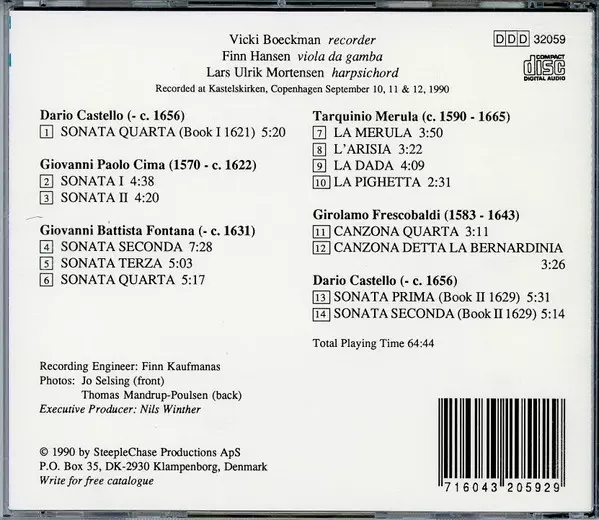 Vicki Boeckman recorder
Finn Hansen viola da gamba
Lars Ulrik Mortensen harpsichord
Recorded at Kastelskirken, Copenhagen September 10, 11 & 12, 1990
DDD 32059
COMPACT
disc
DIGITAL AUDIO
Dario Castello (- c. 1656)
1 SONATA QUARTA (Book I 1621) 5:20
Giovanni Paolo Cima (1570 - c. 1622)
2 SONATA I 4:38
3 SONATA II 4:20
Giovanni Battista Fontana (- c. 1631)
4 SONATA SECONDA 7:28
5 SONATA TERZA 5:03
6 SONATA QUARTA 5:17
Tarquinio Merula (c. 1590 - 1665)
7 LA MERULA 3:50
8 L'ARISIA 3:22
9 LA DADA 4:09
10 LA PIGHETTA 2:31
Girolamo Frescobaldi (1583 - 1643)
11 CANZONA QUARTA 3:11
12 CANZONA DETTA LA BERNARDINIA
3:26
Dario Castello (- c. 1656)
13 SONATA PRIMA (Book II 1629) 5:31
14 SONATA SECONDA (Book II 1629) 5:14
Total Playing Time 64:44
Recording Engineer: Finn Kaufmanas
Photos: Jo Selsing (front)
Thomas Mandrup-Poulsen (back)
Executive Producer: Nils Winther
© 1990 by SteepleChase Productions ApS
P.O. Box 35, DK-2930 Klampenborg, Denmark
Write for free catalogue
716043 205929